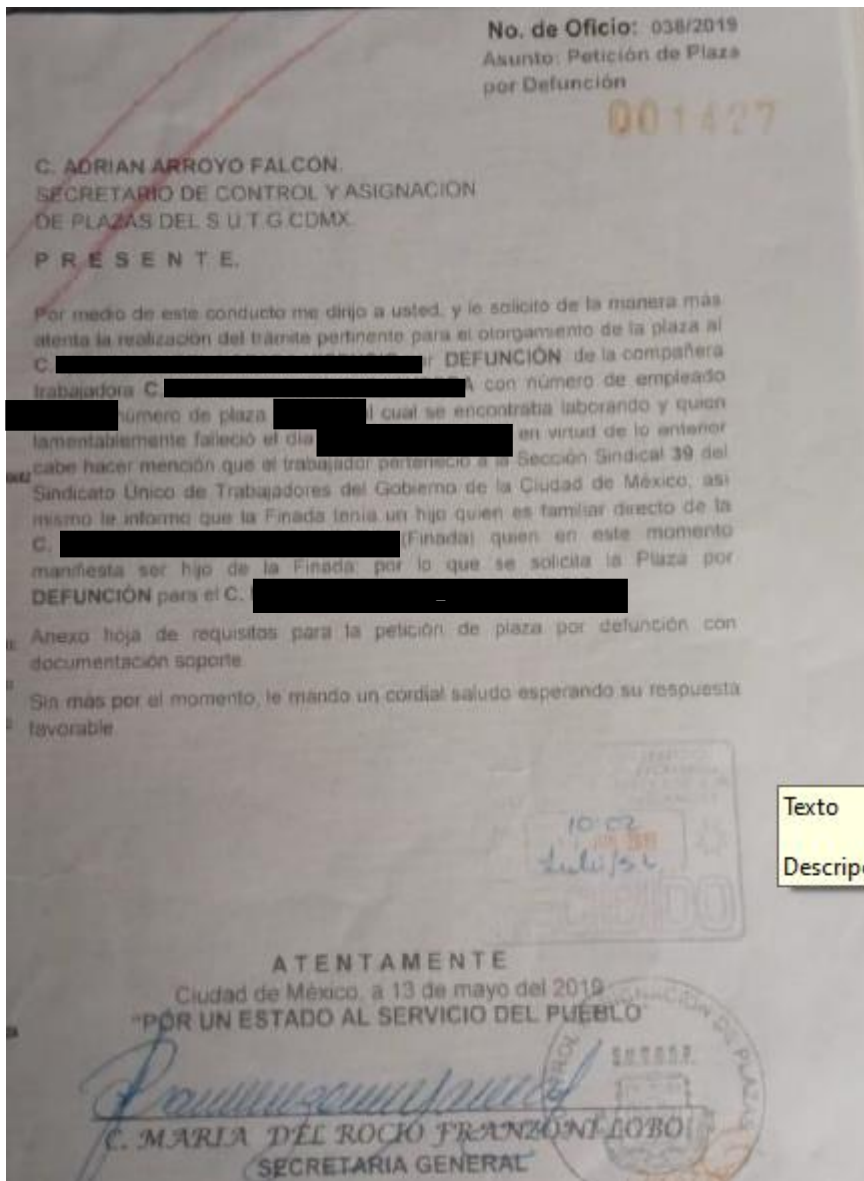 No. de Oficio: 038/2019
Asunto: Petición de Plaza
por Defunción
001427
C. ADRIAN ARROYO FALCON.
SECRETARIO DE CONTROL Y ASIGNACION
DE PLAZAS DEL S U T G CDMX.
P R E S E N T E.
Por medio de este conducto me dirijo a usted, y le solicito de la manera más
atenta la realización del trámite pertinente para el otorgamiento de la plaza al
C. DEFUNCIÓN de la compañera
trabajadora C. con número de empleado
número de plaza cual se encontraba laborando y quien
lamentablemente falleció el día en virtud de lo anterior
cabe hacer mención que el trabajador perteneció a la Sección Sindical 39 del
Sindicato Único de Trabajadores del Gobierno de la Ciudad de México, así
mismo le informo que la Finada tenía un hijo quien es familiar directo de la
C. (Finada) quien en este momento
manifiesta ser hijo de la Finada; por lo que se solicita la Plaza por
DEFUNCIÓN para el C.
Anexo hoja de requisitos para la petición de plaza por defunción con
documentación soporte.
Sin más por el momento, le mando un cordial saludo esperando su respuesta
favorable.
10:02
Texto
Descrip
A T E N T A M E N T E
Ciudad de México, a 13 de mayo del 2019
"POR UN ESTADO AL SERVICIO DEL PUEBLO"
C. MARIA DEL ROCIO FRANZONI LOBO
SECRETARIA GENERAL
PLAZAS